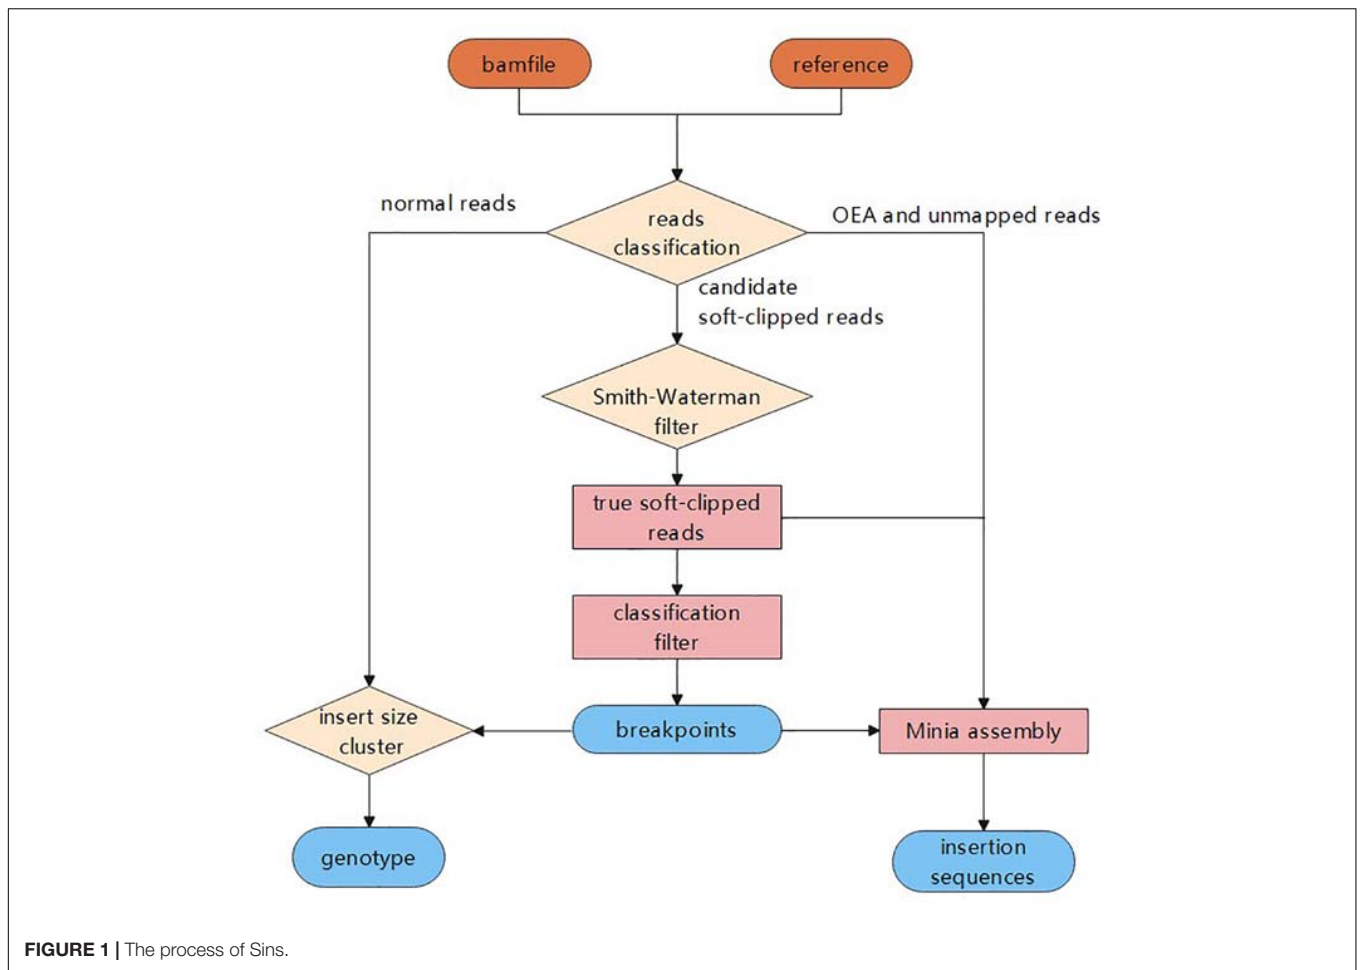 bamfile
reference
normal reads
reads
classification
OEA and unmapped reads
candidate
soft-clipped reads
Smith-Waterman
filter
true soft-clipped
reads
classification
filter
insert size
cluster
breakpoints
Minia assembly
genotype
insertion
sequences
FIGURE 1 | The process of Sins.